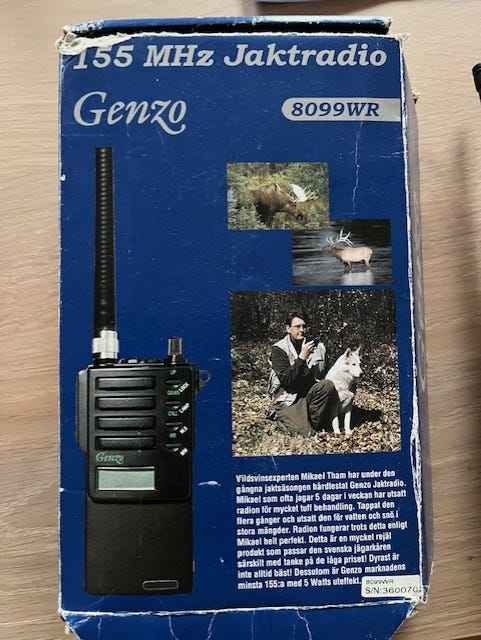 155 MHz Jaktradio
Genzo
8099WR
Genzo
Vildsvinsexperten Mikael Tham har under den
gångna jaktsäsongen hårdtestat Genzo Jaktradio.
Mikael som ofta jagar 5 dagar i veckan har utsatt
radion för mycket tuff behandling. Tappat den
flera gånger och utsatt den för vatten och snö i
stora mängder. Radion fungerar trots detta enligt
Mikael helt perfekt. Detta är en mycket rejäl
produkt som passar den svenska jägarkåren
särskilt med tanke på de låga priset! Dyrast är
inte alltid bäst! Dessutom är Genzo marknadens
minsta 155:a med 5 Watts uteffekt.
8099WR